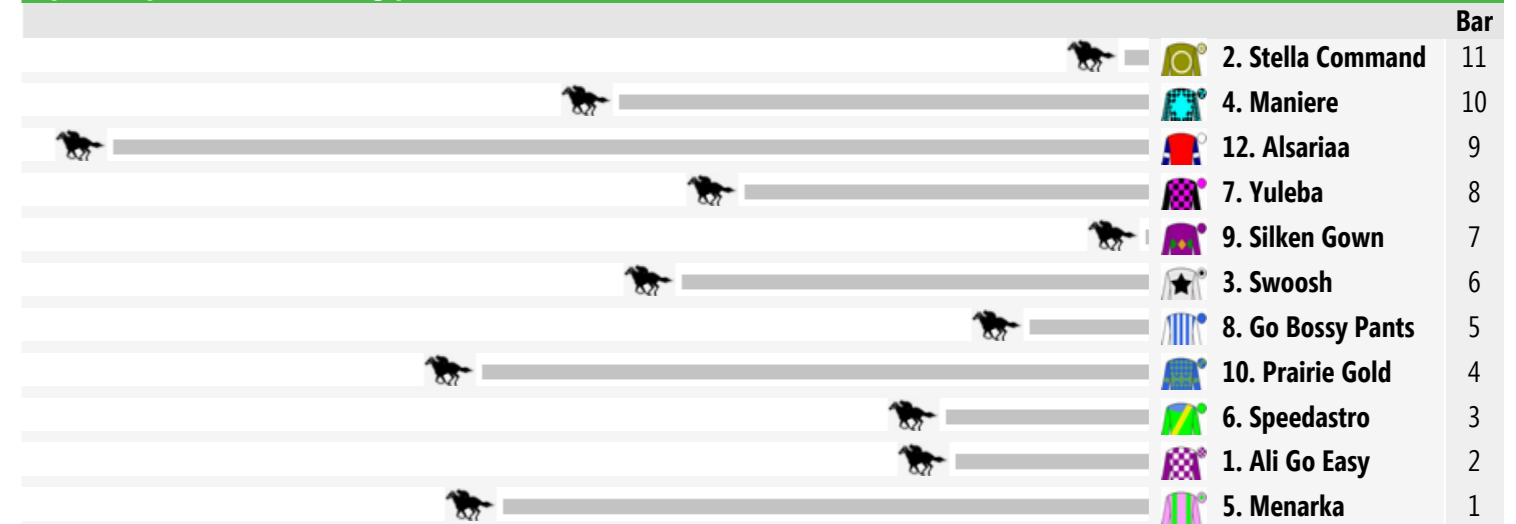 Bar
2. Stella Command 11
4. Maniere 10
12. Alsariaa 9
7. Yuleba 8
9. Silken Gown 7
3. Swoosh 6
8. Go Bossy Pants 5
10. Prairie Gold 4
6. Speedastro 3
1. Ali Go Easy 2
5. Menarka 1